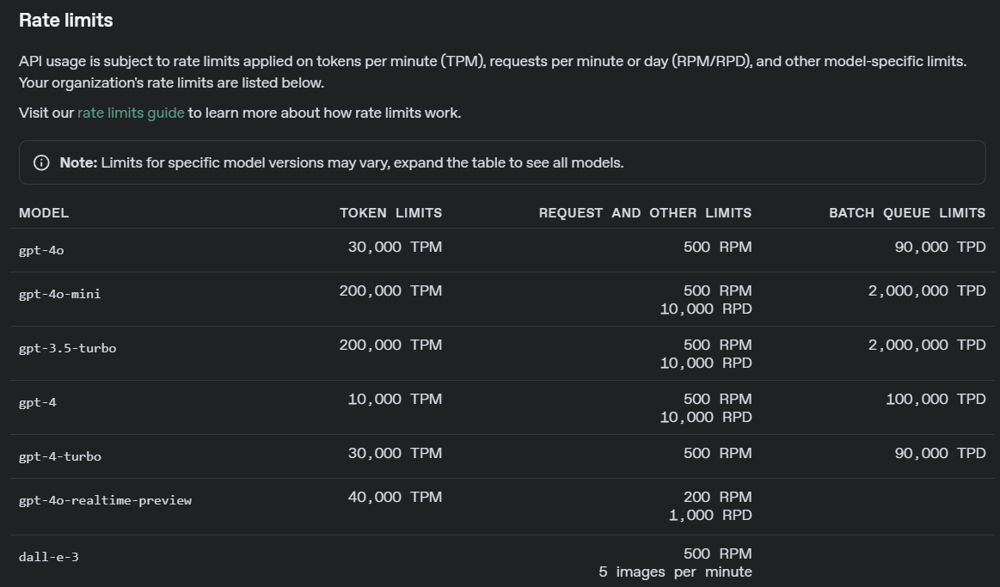 Rate limits
API usage is subject to rate limits applied on tokens per minute (TPM), requests per minute or day (RPM/RPD), and other model-specific limits.
Your organization's rate limits are listed below.
Visit our rate limits guide to learn more about how rate limits work.
Note: Limits for specific model versions may vary, expand the table to see all models.
MODEL TOKEN LIMITS REQUEST AND OTHER LIMITS BATCH QUEUE LIMITS
gpt-4o 30,000 TPM 500 RPM 90,000 TPD
gpt-4o-mini 200,000 TPM 500 RPM 2,000,000 TPD
10,000 RPD
gpt-3.5-turbo 200,000 TPM 500 RPM 2,000,000 TPD
10,000 RPD
gpt-4 10,000 TPM 500 RPM 100,000 TPD
10,000 RPD
gpt-4-turbo 30,000 TPM 500 RPM 90,000 TPD
gpt-4o-realtime-preview 40,000 TPM 200 RPM
1,000 RPD
dall-e-3 500 RPM
5 images per minute